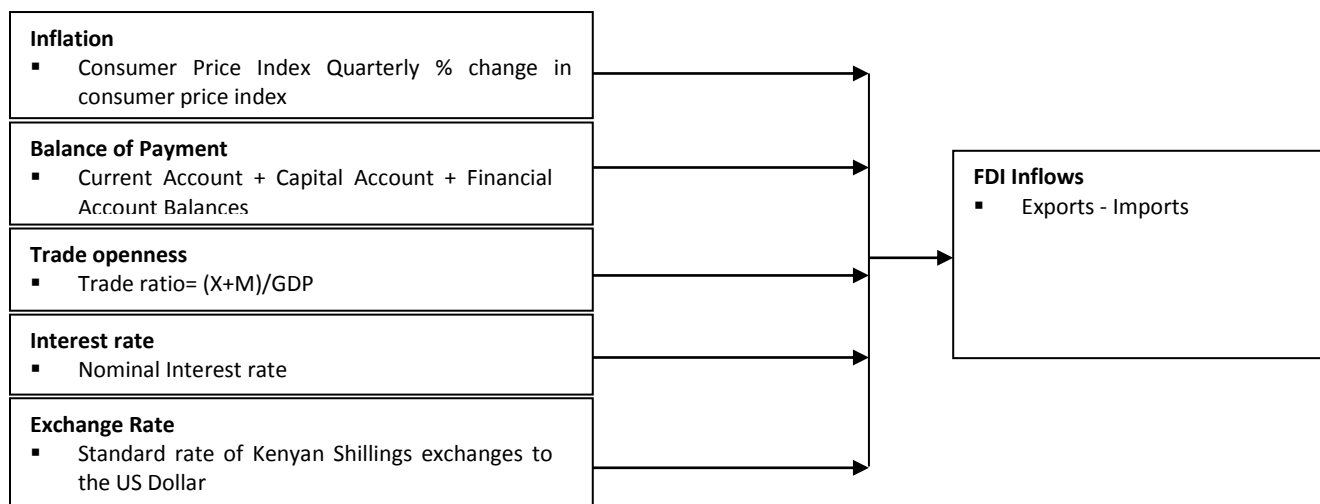 Inflation
▪ Consumer Price Index Quarterly % change in
consumer price index
Balance of Payment
▪ Current Account + Capital Account + Financial
Account Balances
Trade openness
▪ Trade ratio= (X+M)/GDP
Interest rate
▪ Nominal Interest rate
Exchange Rate
▪ Standard rate of Kenyan Shillings exchanges to
the US Dollar
FDI Inflows
▪ Exports - Imports